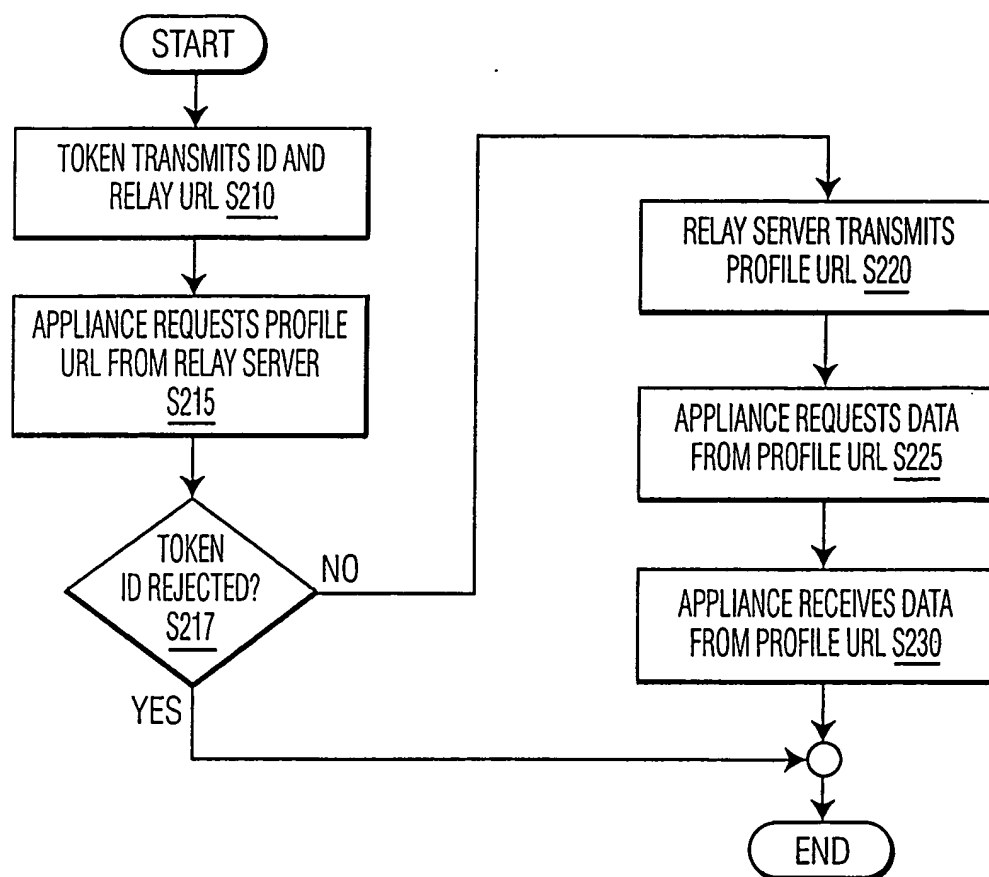 START
TOKEN TRANSMITS ID AND
RELAY URL S210
APPLIANCE REQUESTS PROFILE
URL FROM RELAY SERVER
S215
TOKEN
ID REJECTED?
S217
NO
YES
RELAY SERVER TRANSMITS
PROFILE URL S220
APPLIANCE REQUESTS DATA
FROM PROFILE URL S225
APPLIANCE RECEIVES DATA
FROM PROFILE URL S230
END